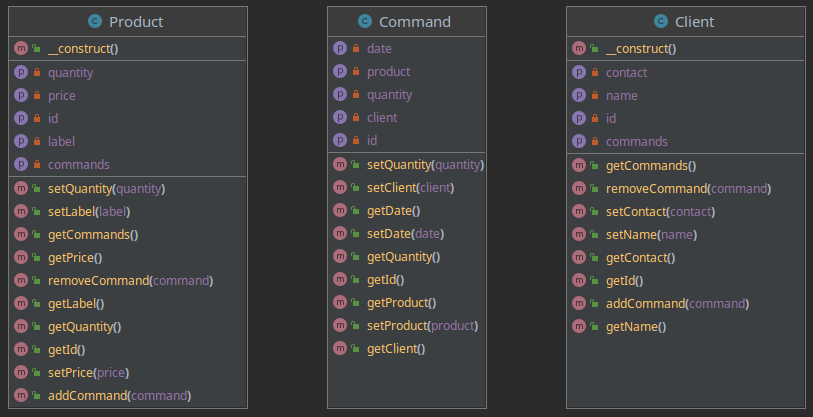 C Product
m __construct()
p quantity
p price
p id
p label
p commands
m setQuantity(quantity)
m setLabel(label)
m getCommands()
m getPrice()
m removeCommand(command)
m getLabel()
m getQuantity()
m getId()
m setPrice(price)
m addCommand(command)
C Command
p date
p product
p quantity
p client
p id
m setQuantity(quantity)
m setClient(client)
m getDate()
m setDate(date)
m getQuantity()
m getId()
m getProduct()
m setProduct(product)
m getClient()
C Client
m __construct()
p contact
p name
p id
p commands
m getCommands()
m removeCommand(command)
m setContact(contact)
m setName(name)
m getContact()
m getId()
m addCommand(command)
m getName()